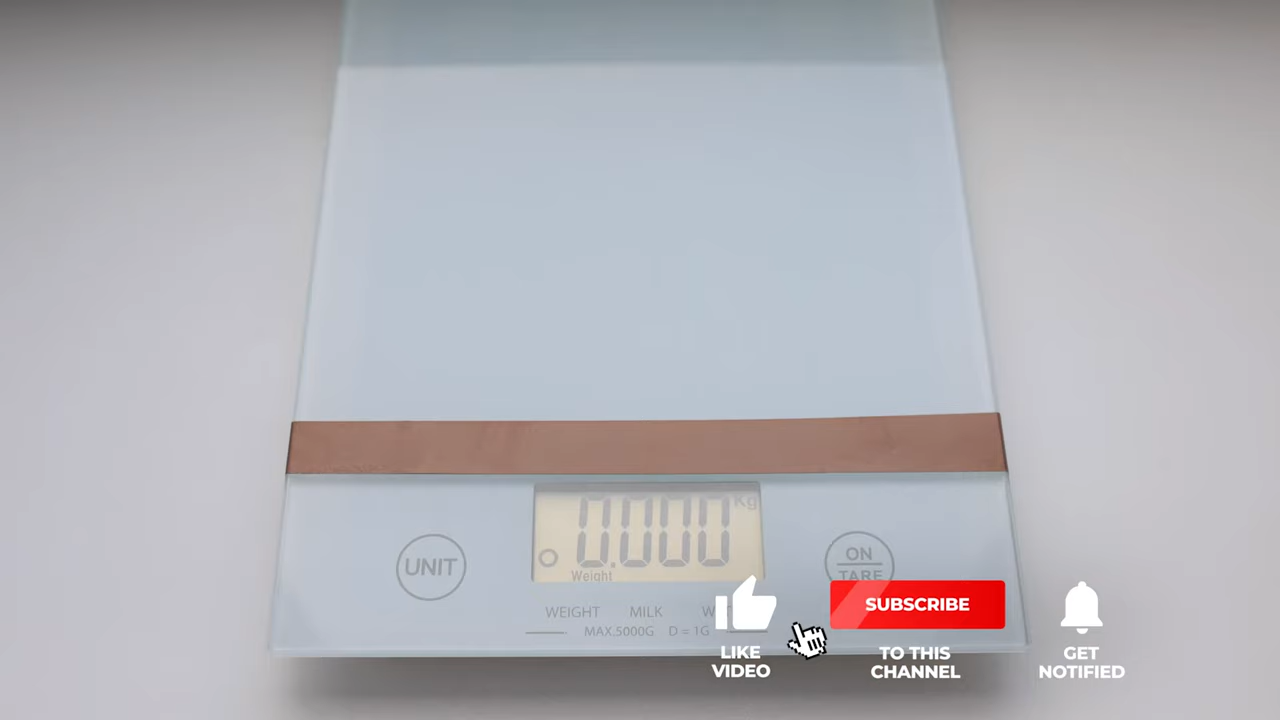 0.000 Kg
Weight
UNIT
ON
TARE
WEIGHT MILK
MAX.5000G D = 1G
SUBSCRIBE
LIKE
VIDEO
TO THIS
CHANNEL
GET
NOTIFIED